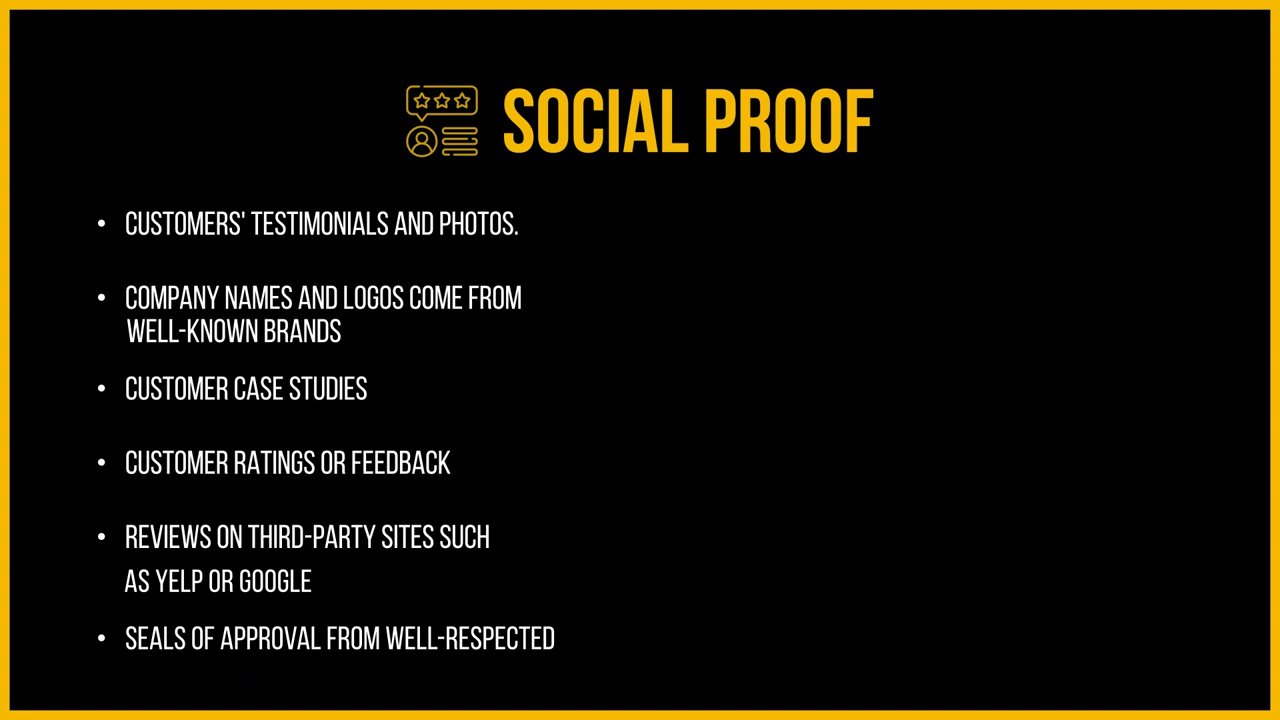 SOCIAL PROOF
• CUSTOMERS' TESTIMONIALS AND PHOTOS.
• COMPANY NAMES AND LOGOS COME FROM
WELL-KNOWN BRANDS
• CUSTOMER CASE STUDIES
• CUSTOMER RATINGS OR FEEDBACK
• REVIEWS ON THIRD-PARTY SITES SUCH
AS YELP OR GOOGLE
• SEALS OF APPROVAL FROM WELL-RESPECTED